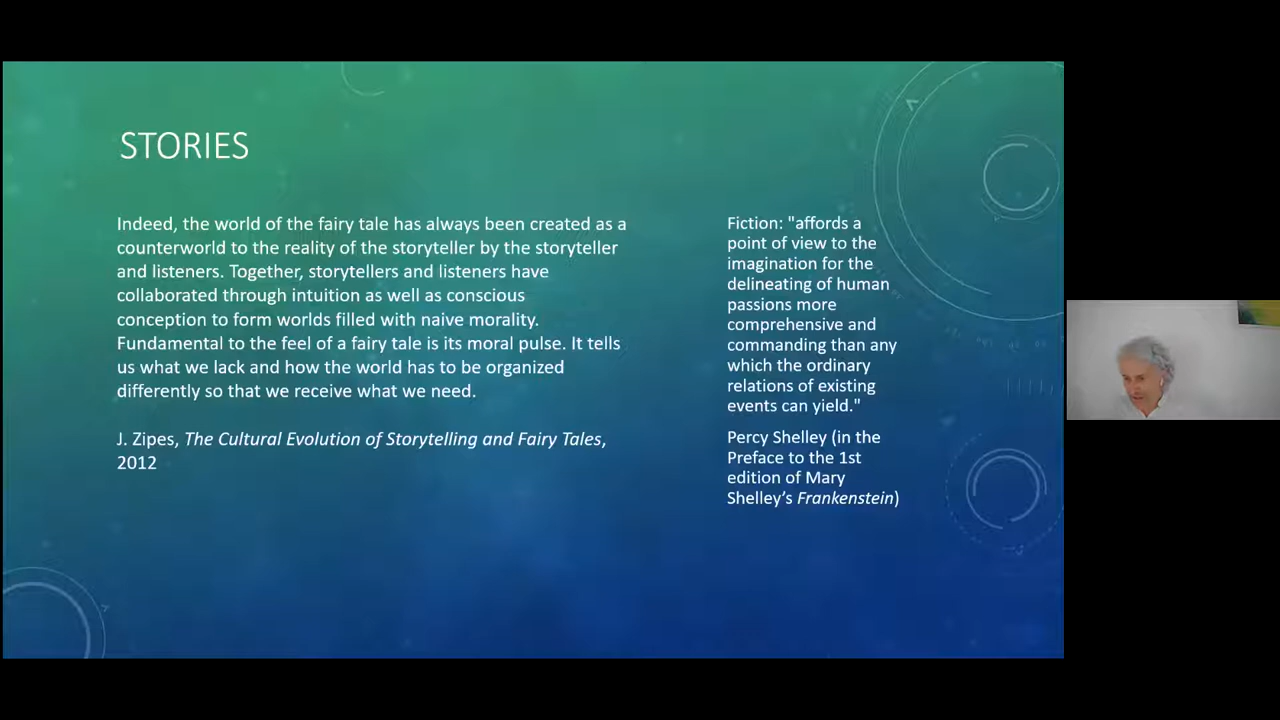 STORIES
Indeed, the world of the fairy tale has always been created as a
counterworld to the reality of the storyteller by the storyteller
and listeners. Together, storytellers and listeners have
collaborated through intuition as well as conscious
conception to form worlds filled with naive morality.
Fundamental to the feel of a fairy tale is its moral pulse. It tells
us what we lack and how the world has to be organized
differently so that we receive what we need.
J. Zipes, The Cultural Evolution of Storytelling and Fairy Tales,
2012
Fiction: "affords a
point of view to the
imagination for the
delineating of human
passions more
comprehensive and
commanding than any
which the ordinary
relations of existing
events can yield."
Percy Shelley (in the
Preface to the 1st
edition of Mary
Shelley’s Frankenstein)